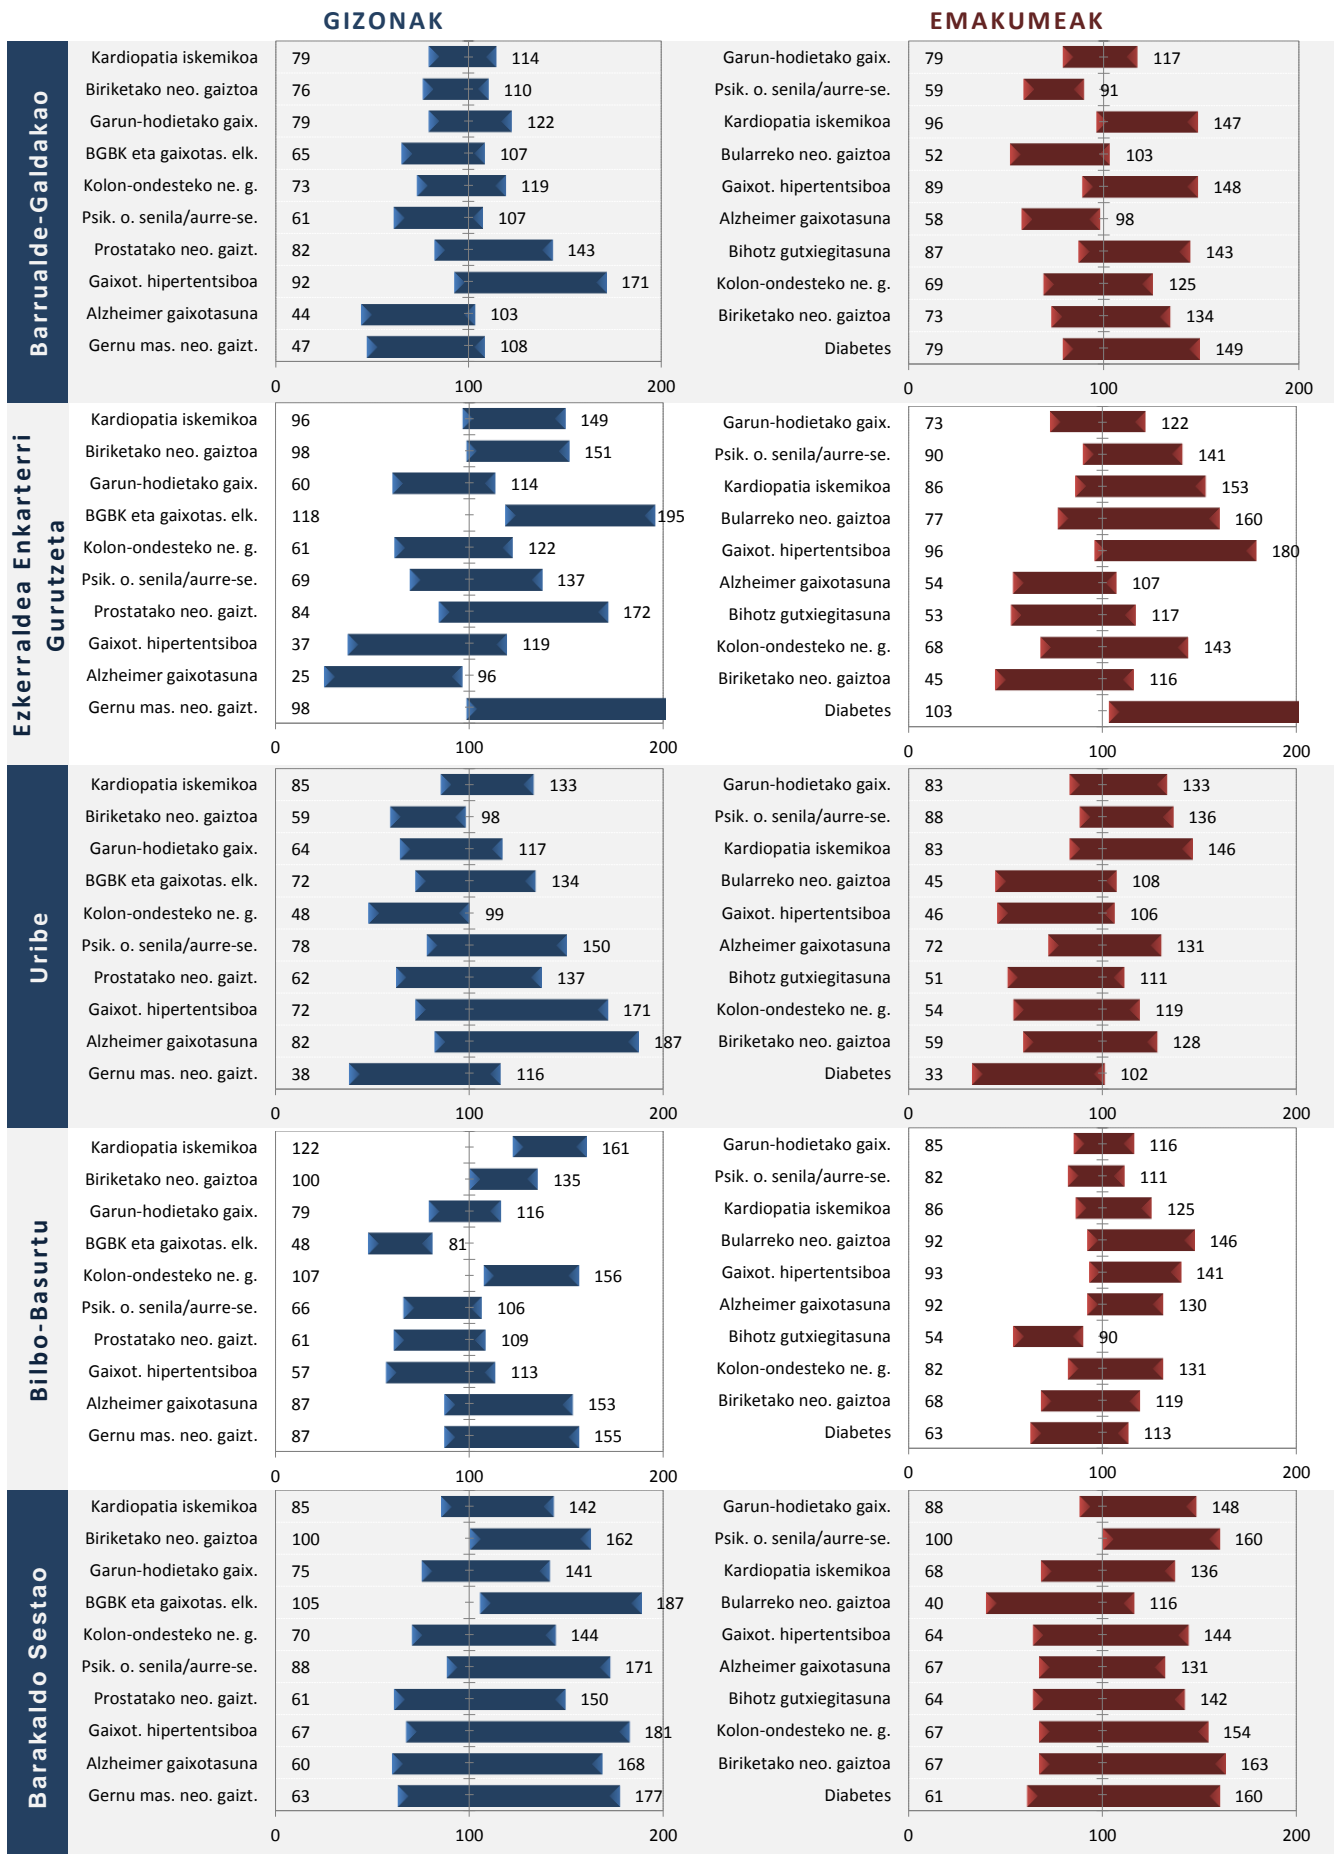 GIZONAK
EMAKUMEAK
Barrualde-Galdakao
Kardiopatia iskemikoa 79 114
Biriketako neo. gaiztoa 76 110
Garun-hodietako gaix. 79 122
BGBK eta gaixotas. elk. 65 107
Kolon-ondesteko ne. g. 73 119
Psik. o. senila/aurre-se. 61 107
Prostatako neo. gaizt. 82 143
Gaixot. hipertentsiboa 92 171
Alzheimer gaixotasuna 44 103
Gernu mas. neo. gaizt. 47 108
0 100 200
Garun-hodietako gaix. 79 117
Psik. o. senila/aurre-se. 59 91
Kardiopatia iskemikoa 96 147
Bularreko neo. gaiztoa 52 103
Gaixot. hipertentsiboa 89 148
Alzheimer gaixotasuna 58 98
Bihotz gutxiegitasuna 87 143
Kolon-ondesteko ne. g. 69 125
Biriketako neo. gaiztoa 73 134
Diabetes 79 149
0 100 200
Ezkerraldea Enkarterri
Gurutzeta
Kardiopatia iskemikoa 96 149
Biriketako neo. gaiztoa 98 151
Garun-hodietako gaix. 60 114
BGBK eta gaixotas. elk. 118 195
Kolon-ondesteko ne. g. 61 122
Psik. o. senila/aurre-se. 69 137
Prostatako neo. gaizt. 84 172
Gaixot. hipertentsiboa 37 119
Alzheimer gaixotasuna 25 96
Gernu mas. neo. gaizt. 98
0 100 200
Garun-hodietako gaix. 73 122
Psik. o. senila/aurre-se. 90 141
Kardiopatia iskemikoa 86 153
Bularreko neo. gaiztoa 77 160
Gaixot. hipertentsiboa 96 180
Alzheimer gaixotasuna 54 107
Bihotz gutxiegitasuna 53 117
Kolon-ondesteko ne. g. 68 143
Biriketako neo. gaiztoa 45 116
Diabetes 103
0 100 200
Uribe
Kardiopatia iskemikoa 85 133
Biriketako neo. gaiztoa 59 98
Garun-hodietako gaix. 64 117
BGBK eta gaixotas. elk. 72 134
Kolon-ondesteko ne. g. 48 99
Psik. o. senila/aurre-se. 78 150
Prostatako neo. gaizt. 62 137
Gaixot. hipertentsiboa 72 171
Alzheimer gaixotasuna 82 187
Gernu mas. neo. gaizt. 38 116
0 100 200
Garun-hodietako gaix. 83 133
Psik. o. senila/aurre-se. 88 136
Kardiopatia iskemikoa 83 146
Bularreko neo. gaiztoa 45 108
Gaixot. hipertentsiboa 46 106
Alzheimer gaixotasuna 72 131
Bihotz gutxiegitasuna 51 111
Kolon-ondesteko ne. g. 54 119
Biriketako neo. gaiztoa 59 128
Diabetes 33 102
0 100 200
Bilbo-Basurtu
Kardiopatia iskemikoa 122 161
Biriketako neo. gaiztoa 100 135
Garun-hodietako gaix. 79 116
BGBK eta gaixotas. elk. 48 81
Kolon-ondesteko ne. g. 107 156
Psik. o. senila/aurre-se. 66 106
Prostatako neo. gaizt. 61 109
Gaixot. hipertentsiboa 57 113
Alzheimer gaixotasuna 87 153
Gernu mas. neo. gaizt. 87 155
0 100 200
Garun-hodietako gaix. 85 116
Psik. o. senila/aurre-se. 82 111
Kardiopatia iskemikoa 86 125
Bularreko neo. gaiztoa 92 146
Gaixot. hipertentsiboa 93 141
Alzheimer gaixotasuna 92 130
Bihotz gutxiegitasuna 54 90
Kolon-ondesteko ne. g. 82 131
Biriketako neo. gaiztoa 68 119
Diabetes 63 113
0 100 200
Barakaldo Sestao
Kardiopatia iskemikoa 85 142
Biriketako neo. gaiztoa 100 162
Garun-hodietako gaix. 75 141
BGBK eta gaixotas. elk. 105 187
Kolon-ondesteko ne. g. 70 144
Psik. o. senila/aurre-se. 88 171
Prostatako neo. gaizt. 61 150
Gaixot. hipertentsiboa 67 181
Alzheimer gaixotasuna 60 168
Gernu mas. neo. gaizt. 63 177
0 100 200
Garun-hodietako gaix. 88 148
Psik. o. senila/aurre-se. 100 160
Kardiopatia iskemikoa 68 136
Bularreko neo. gaiztoa 40 116
Gaixot. hipertentsiboa 64 144
Alzheimer gaixotasuna 67 131
Bihotz gutxiegitasuna 64 142
Kolon-ondesteko ne. g. 67 154
Biriketako neo. gaiztoa 67 163
Diabetes 61 160
0 100 200